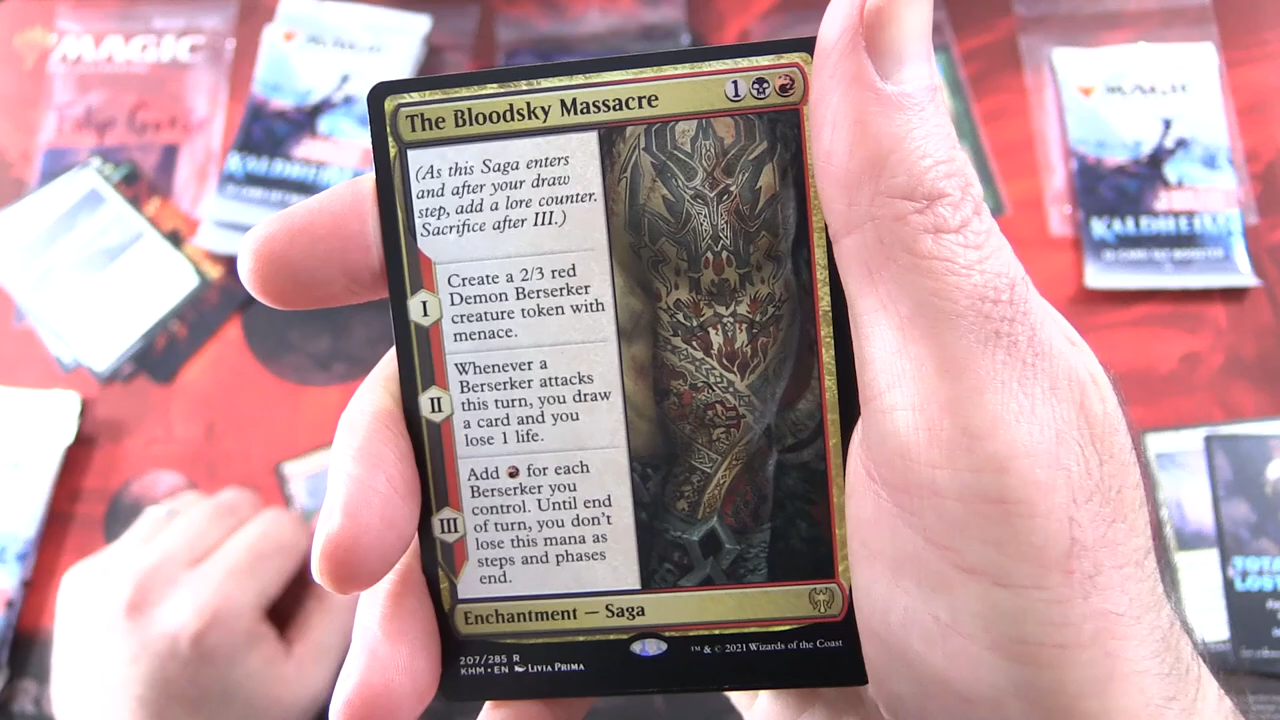 MAGIC
MAGIC
KALDHEIM
KALDHEIM
The Bloodsky Massacre
1
(As this Saga enters
and after your draw
step, add a lore counter.
Sacrifice after III.)
I
Create a 2/3 red
Demon Berserker
creature token with
menace.
II
Whenever a
Berserker attacks
this turn, you draw
a card and you
lose 1 life.
III
Add for each
Berserker you
control. Until end
of turn, you don't
lose this mana as
steps and phases
end.
Enchantment — Saga
207/285 R
KHM • EN LIVIA PRIMA
™ & © 2021 Wizards of the Coast